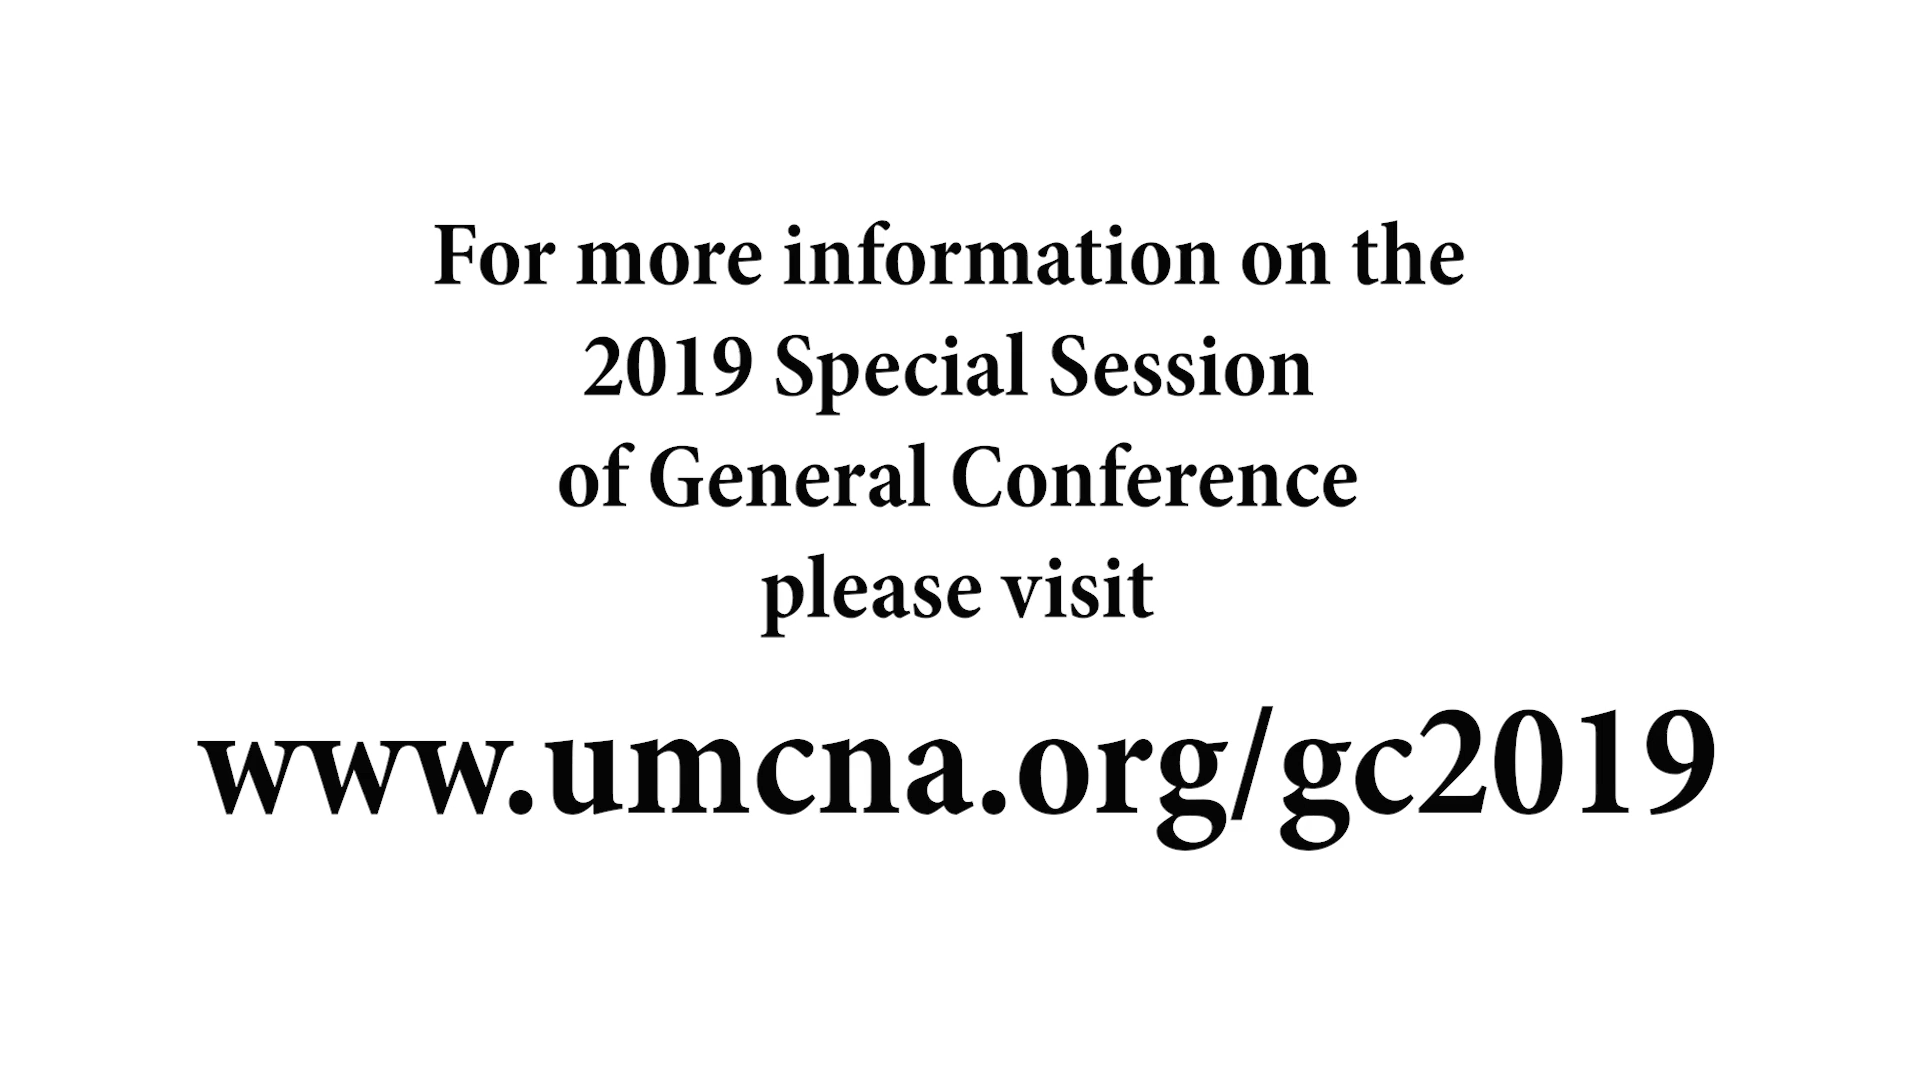 For more information on the
2019 Special Session
of General Conference
please visit
www.umcna.org/gc2019